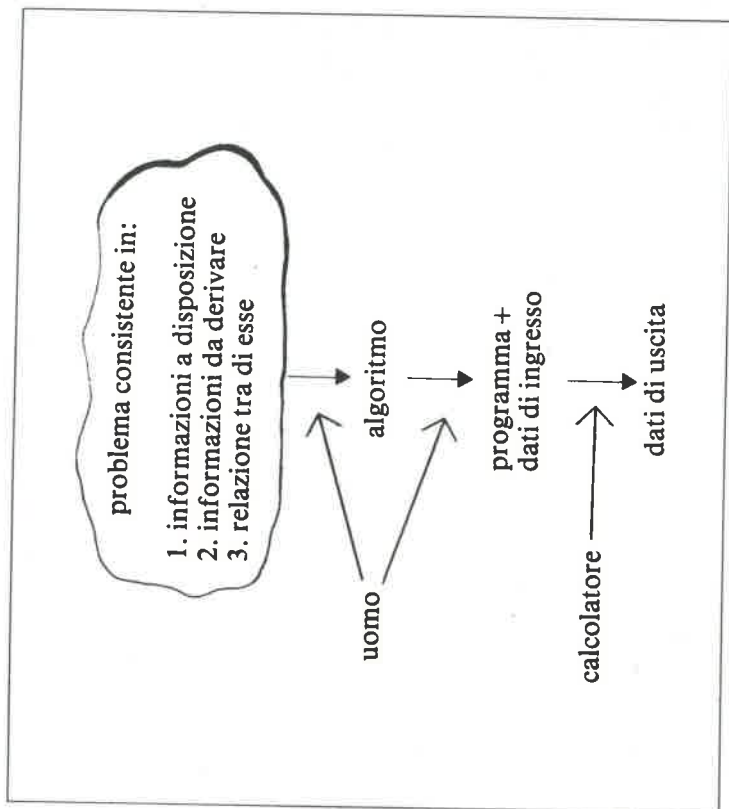 problema consistente in:
1. informazioni a disposizione
2. informazioni da derivare
3. relazione tra di esse
algoritmo
uomo
programma +
dati di ingresso
calcolatore
dati di uscita